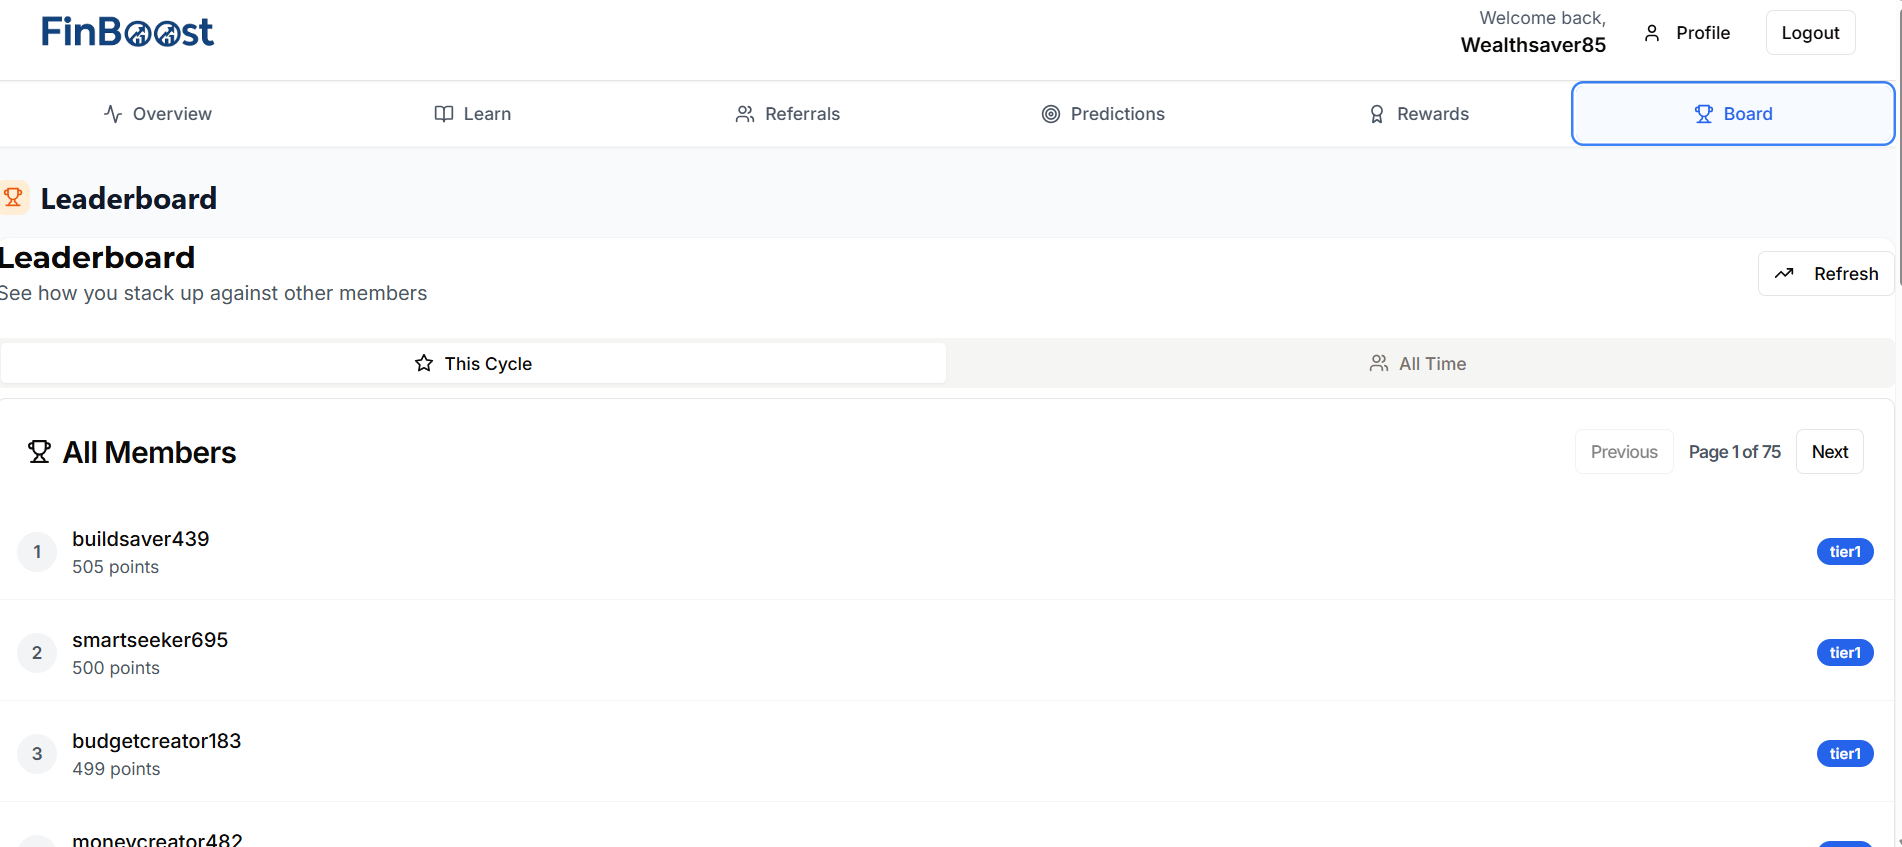 FinBoost
Welcome back,
Wealthsaver85
Profile
Logout
Overview
Learn
Referrals
Predictions
Rewards
Board
Leaderboard
Leaderboard
See how you stack up against other members
Refresh
This Cycle
All Time
All Members
Previous
Page 1 of 75
Next
1
buildsaver439
505 points
tier1
2
smartseeker695
500 points
tier1
3
budgetcreator183
499 points
tier1
moneycreator482